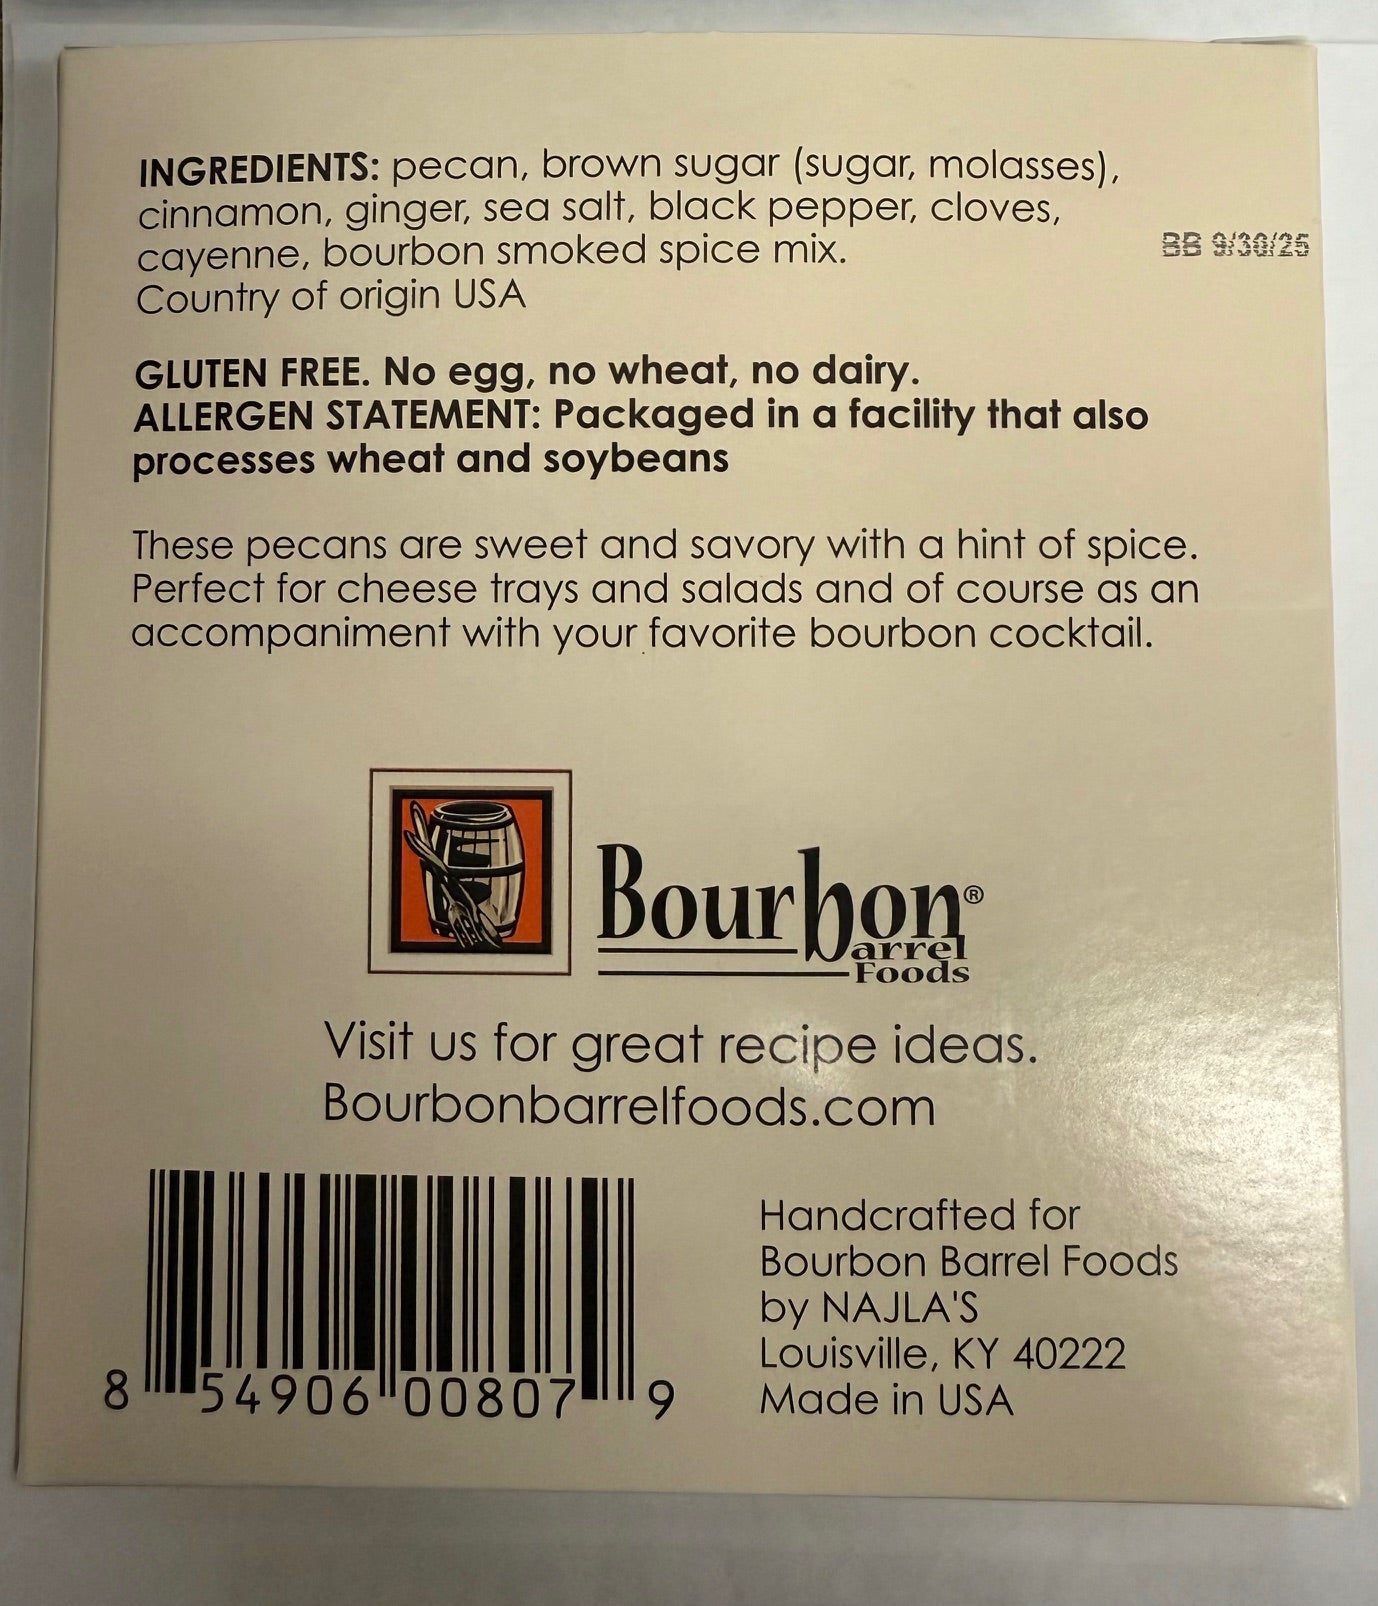 INGREDIENTS: pecan, brown sugar (sugar, molasses),
cinnamon, ginger, sea salt, black pepper, cloves,
cayenne, bourbon smoked spice mix.
Country of origin USA
BB 9/30/25
GLUTEN FREE. No egg, no wheat, no dairy.
ALLERGEN STATEMENT: Packaged in a facility that also
processes wheat and soybeans
These pecans are sweet and savory with a hint of spice.
Perfect for cheese trays and salads and of course as an
accompaniment with your favorite bourbon cocktail.
Bourbon®
Barrel
Foods
Visit us for great recipe ideas.
Bourbonbarrelfoods.com
8 54906 00807 9
Handcrafted for
Bourbon Barrel Foods
by NAJLA'S
Louisville, KY 40222
Made in USA